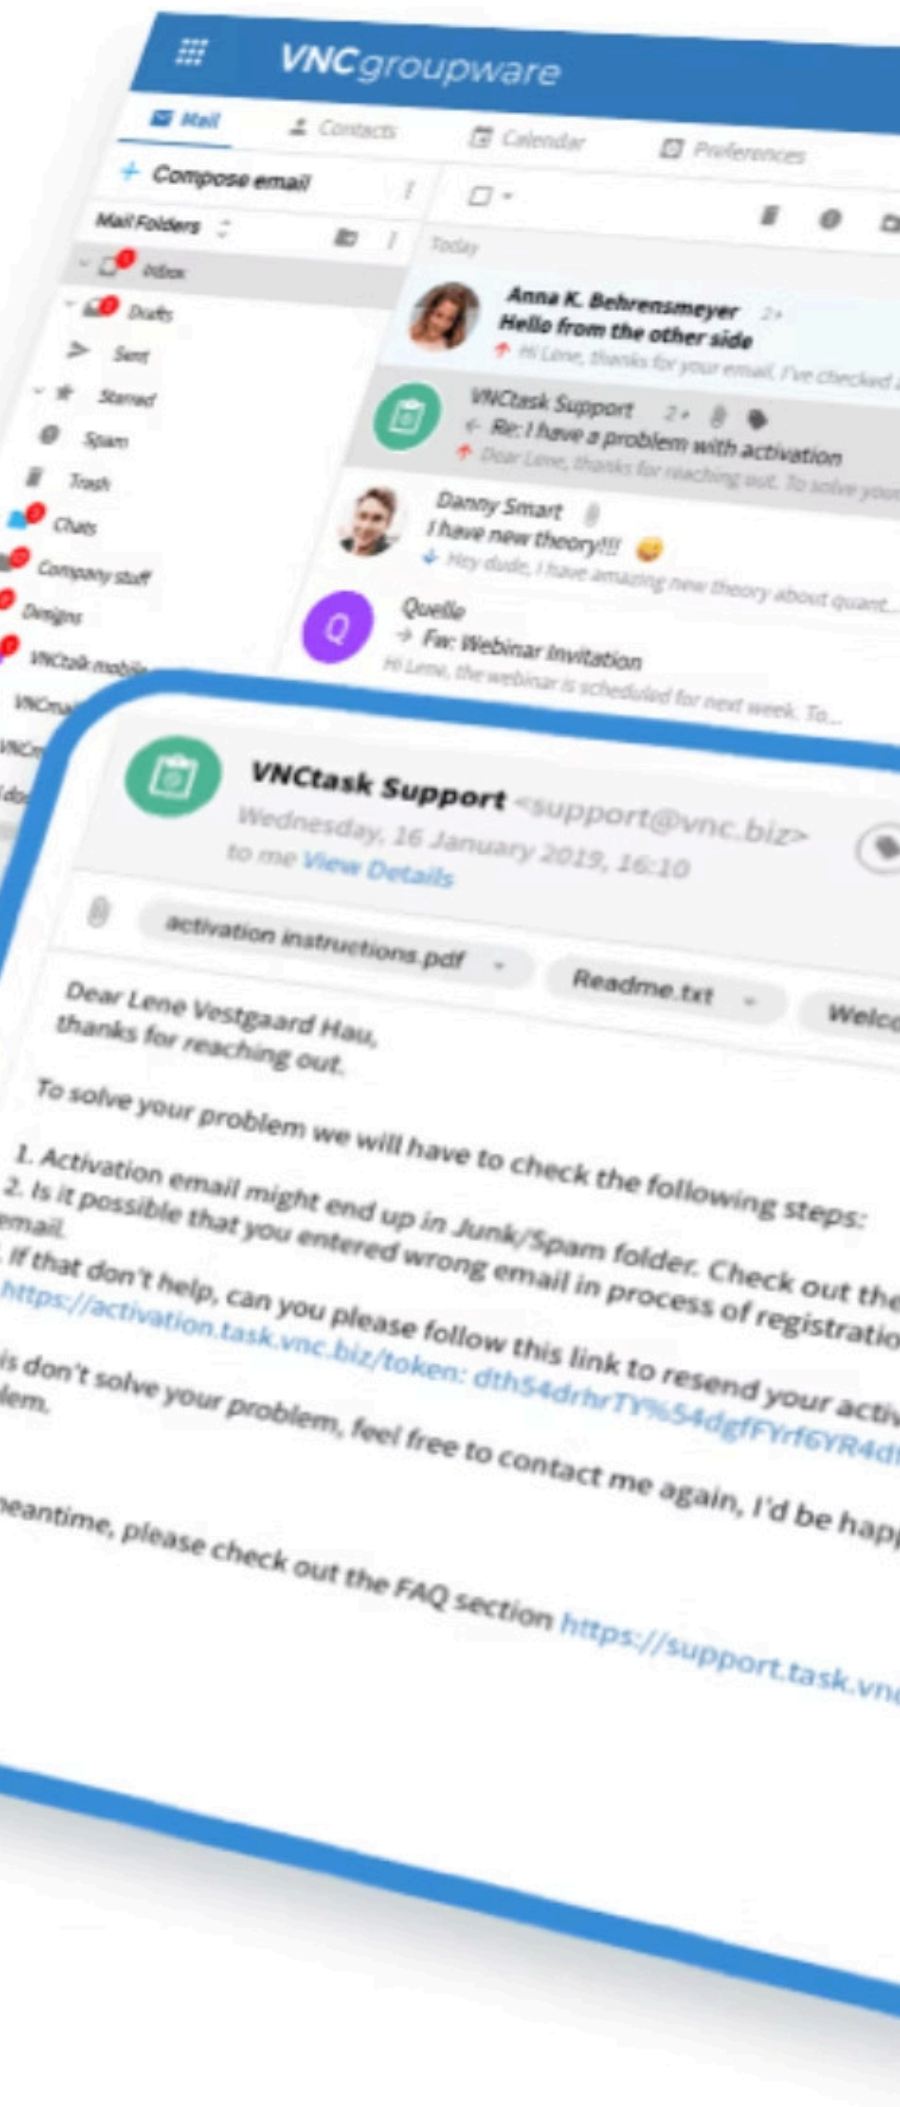 VNCgroupware
Mail Contacts Calendar Preferences
Compose email
Mail Folders
Inbox
Drafts
Sent
Starred
Spam
Trash
Chats
Company stuff
Designs
VNCtalk mobile
Today
Anna K. Behrensmeyer 2+
Hello from the other side
Hi Lene, thanks for your email. I've checked
VNCtask Support 2+
Re: I have a problem with activation
Dear Lene, thanks for reaching out. To solve your
Danny Smart
I have new theory!!! 😄
Hey dude, I have amazing new theory about quant...
Q
Quelle
Fw: Webinar Invitation
Hi Lene, the webinar is scheduled for next week. To...
VNCtask Support <support@vnc.biz>
Wednesday, 16 January 2019, 16:10
to me View Details
activation instructions.pdf Readme.txt Welco
Dear Lene Vestgaard Hau,
thanks for reaching out.
To solve your problem we will have to check the following steps:
1. Activation email might end up in Junk/Spam folder. Check out the
2. Is it possible that you entered wrong email in process of registratio
email.
. If that don't help, can you please follow this link to resend your activ
https://activation.task.vnc.biz/token: dth54drhrTY%54dgfFYrf6YR4d
is don't solve your problem, feel free to contact me again, I'd be happ
lem.
meantime, please check out the FAQ section https://support.task.vnc